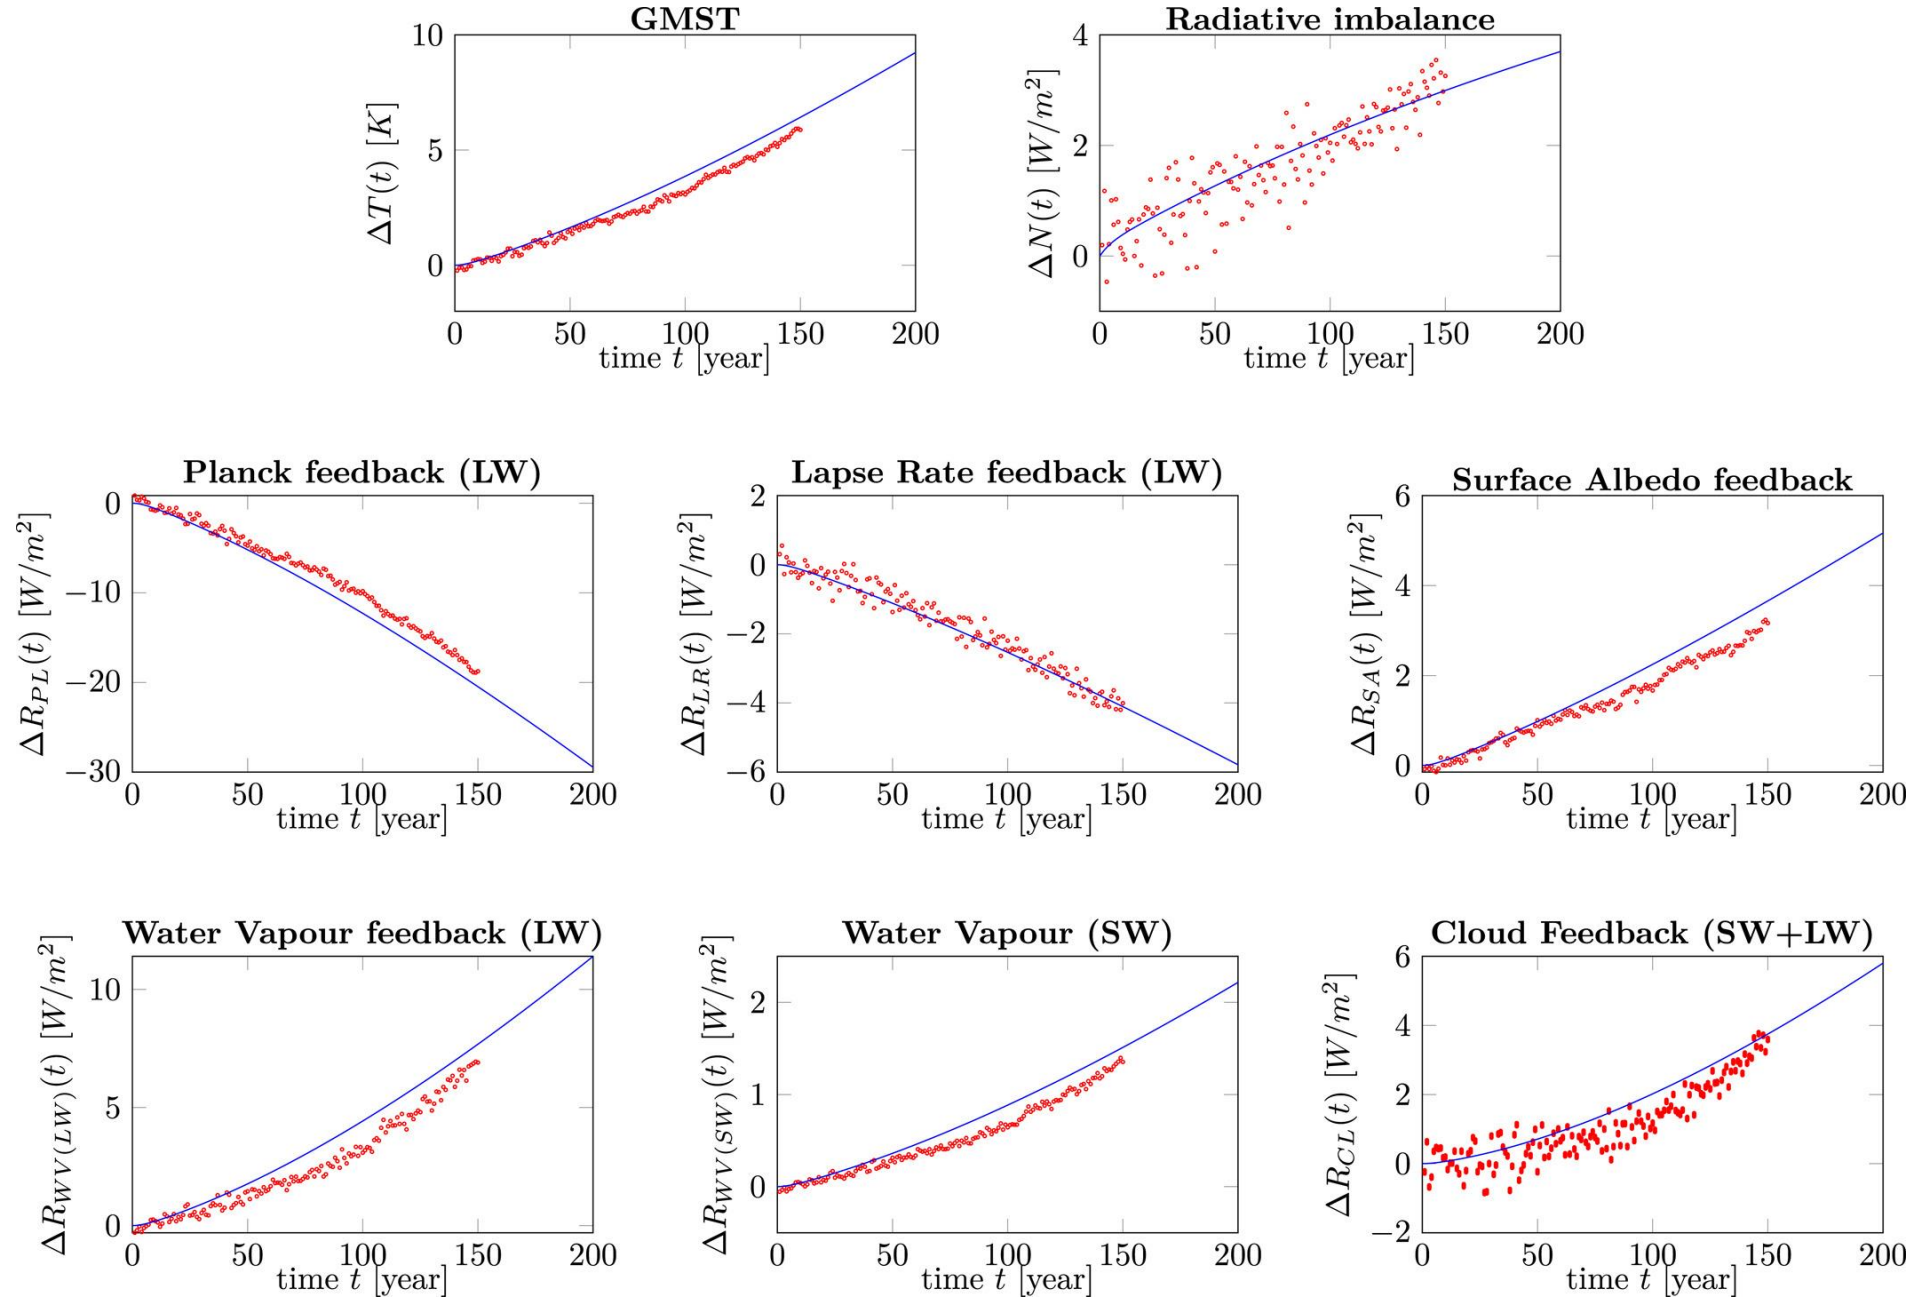 GMST
Radiative imbalance
10
5
0
ΔT(t) [K]
0 50 100 150 200
time t [year]
4
2
0
ΔN(t) [W/m²]
0 50 100 150 200
time t [year]
Planck feedback (LW)
Lapse Rate feedback (LW)
Surface Albedo feedback
0
−10
−20
−30
ΔR_PL(t) [W/m²]
0 50 100 150 200
time t [year]
2
0
−2
−4
−6
ΔR_LR(t) [W/m²]
0 50 100 150 200
time t [year]
6
4
2
0
ΔR_SA(t) [W/m²]
0 50 100 150 200
time t [year]
Water Vapour feedback (LW)
Water Vapour (SW)
Cloud Feedback (SW+LW)
10
5
0
ΔR_WV(LW)(t) [W/m²]
0 50 100 150 200
time t [year]
2
1
0
ΔR_WV(SW)(t) [W/m²]
0 50 100 150 200
time t [year]
6
4
2
0
−2
ΔR_CL(t) [W/m²]
0 50 100 150 200
time t [year]